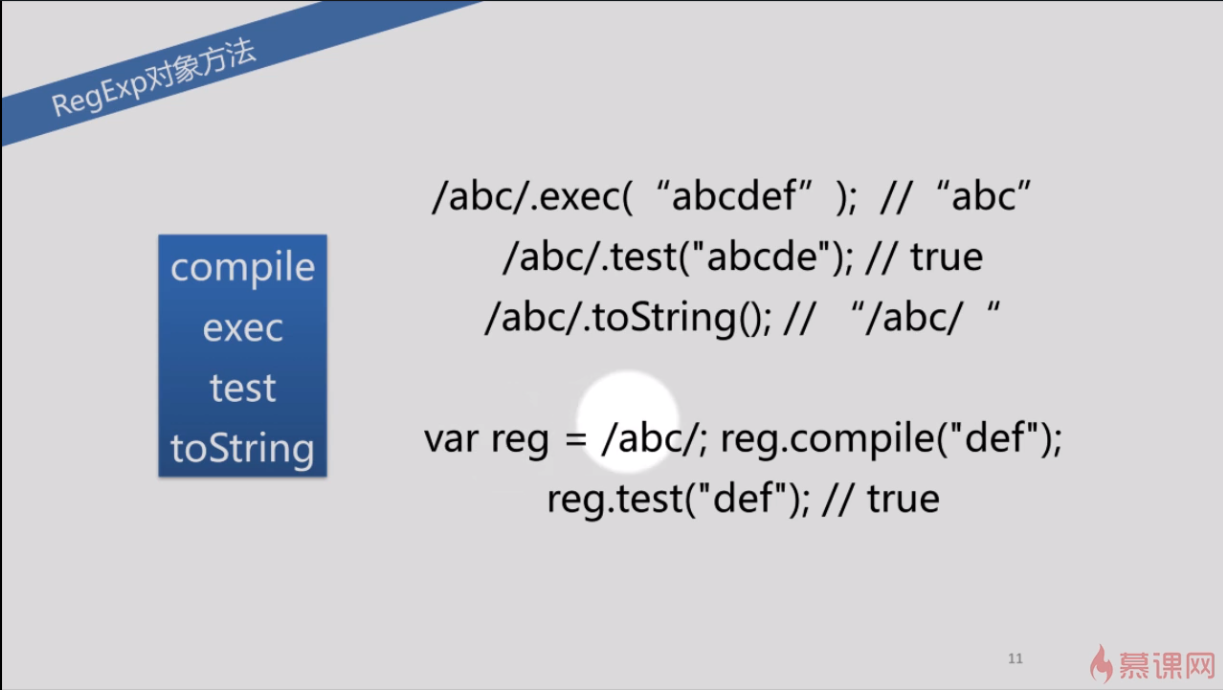 RegExp对象方法
compile
exec
test
toString
/abc/.exec( “abcdef” ); // “abc”
/abc/.test("abcde"); // true
/abc/.toString(); // “/abc/ “
var reg = /abc/; reg.compile("def");
reg.test("def"); // true
11
慕课网